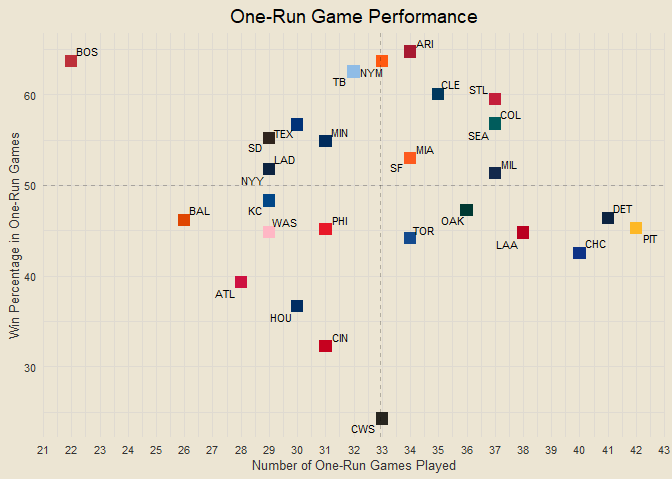 One-Run Game Performance
BOS
ARI
NYM
TB
CLE
STL
60
COL
SEA
TEX
SD
MIN
MIA
SF
LAD
NYY
MIL
50
BAL
KC
WAS
PHI
TOR
OAK
LAA
DET
PIT
CHC
40
ATL
HOU
CIN
30
CWS
Win Percentage in One-Run Games
21 22 23 24 25 26 27 28 29 30 31 32 33 34 35 36 37 38 39 40 41 42 43
Number of One-Run Games Played